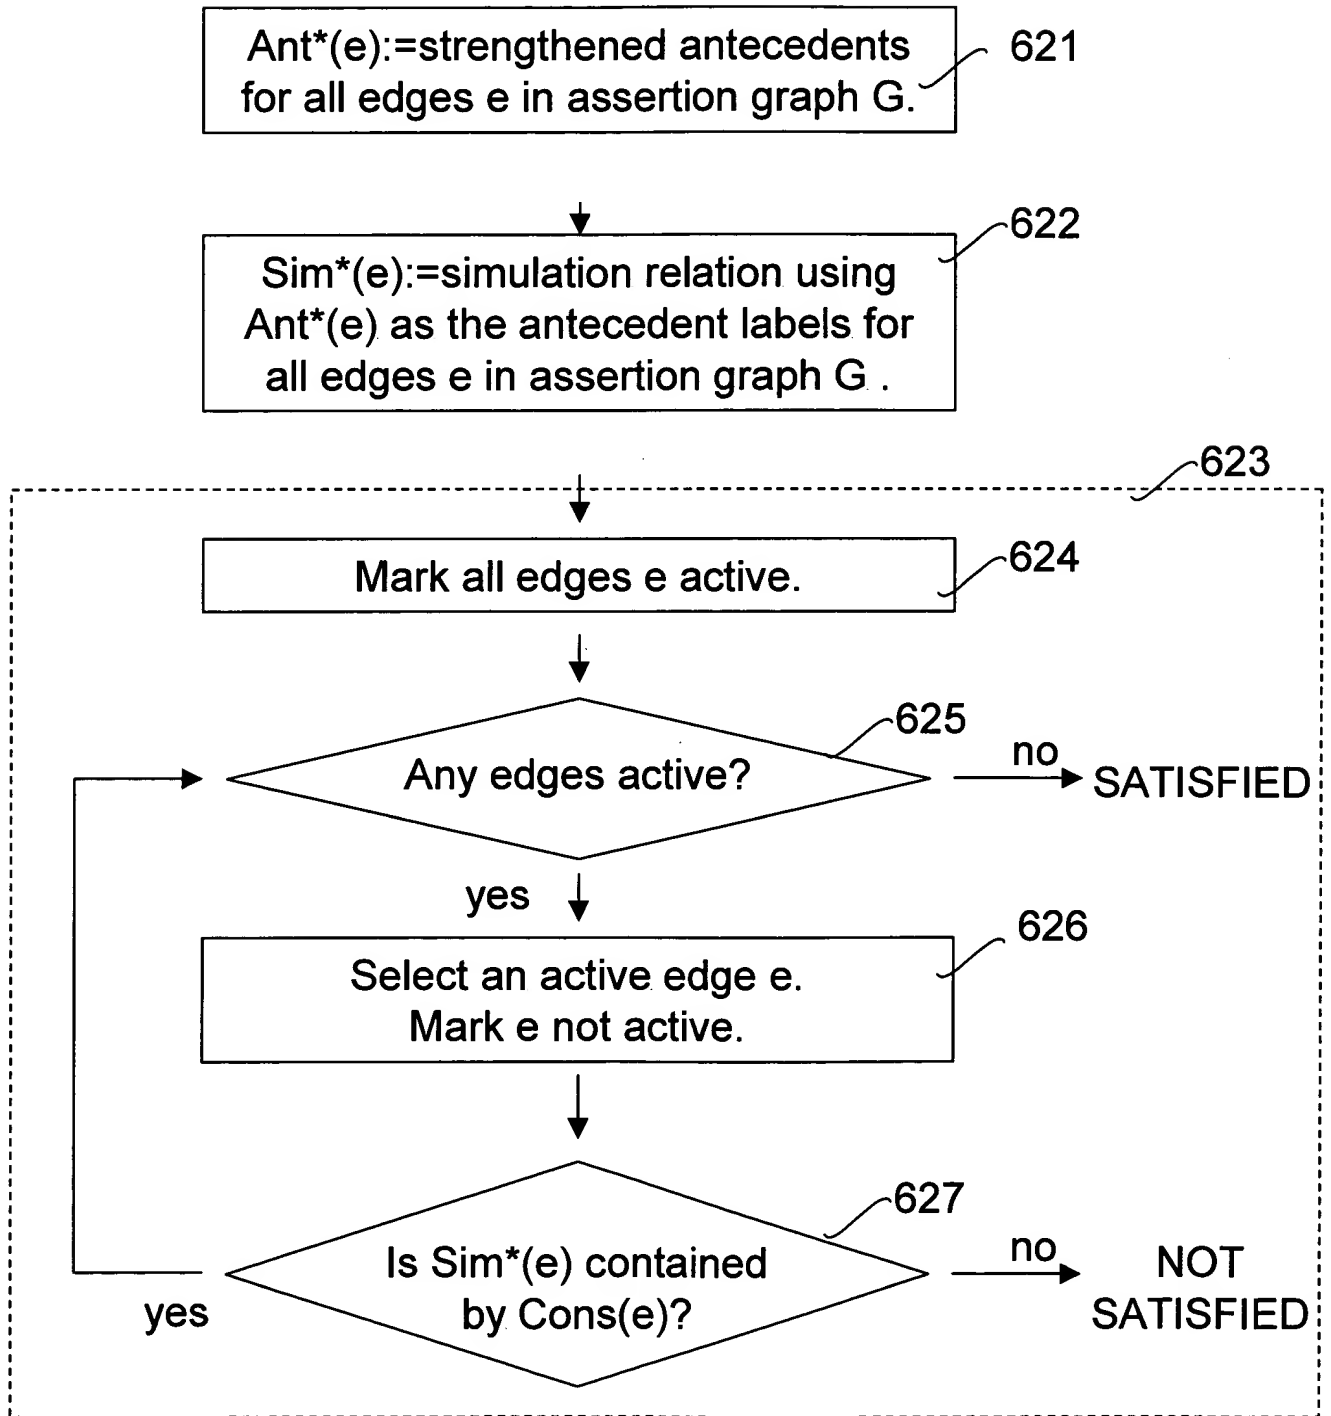 Ant*(e):=strengthened antecedents
for all edges e in assertion graph G.
621
622
Sim*(e):=simulation relation using
Ant*(e) as the antecedent labels for
all edges e in assertion graph G .
623
Mark all edges e active.
624
625
Any edges active?
no
SATISFIED
yes
626
Select an active edge e.
Mark e not active.
627
Is Sim*(e) contained
by Cons(e)?
no
NOT
SATISFIED
yes